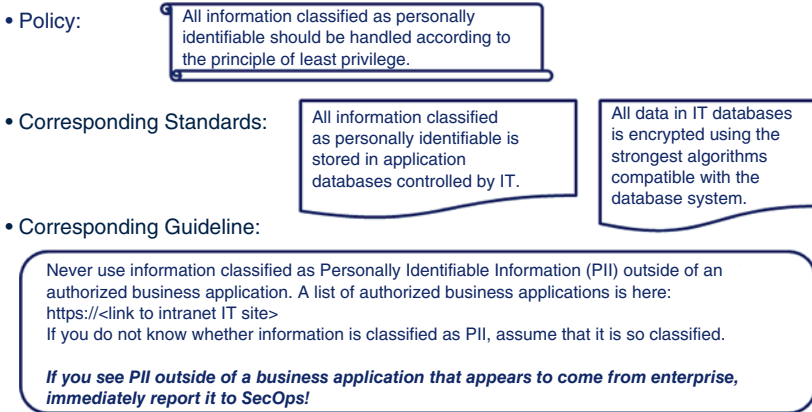 • Policy:
All information classified as personally
identifiable should be handled according to
the principle of least privilege.
• Corresponding Standards:
All information classified
as personally identifiable is
stored in application
databases controlled by IT.
All data in IT databases
is encrypted using the
strongest algorithms
compatible with the
database system.
• Corresponding Guideline:
Never use information classified as Personally Identifiable Information (PII) outside of an
authorized business application. A list of authorized business applications is here:
https://<link to intranet IT site>
If you do not know whether information is classified as PII, assume that it is so classified.
If you see PII outside of a business application that appears to come from enterprise,
immediately report it to SecOps!